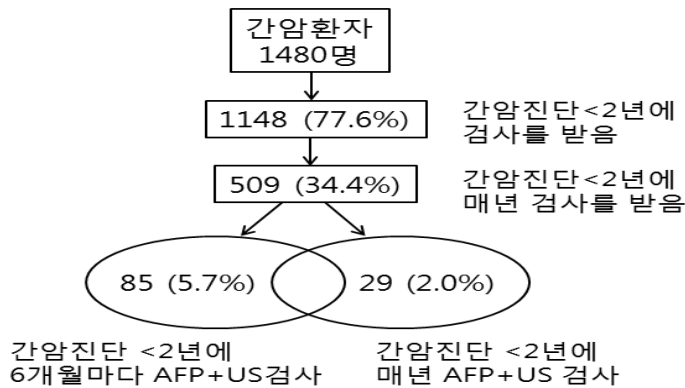 간암환자
1480명
1148 (77.6%)
간암진단<2년에
검사를 받음
509 (34.4%)
간암진단<2년에
매년 검사를 받음
85 (5.7%)
29 (2.0%)
간암진단 <2년에
6개월마다 AFP+US검사
간암진단 <2년에
매년 AFP+US 검사